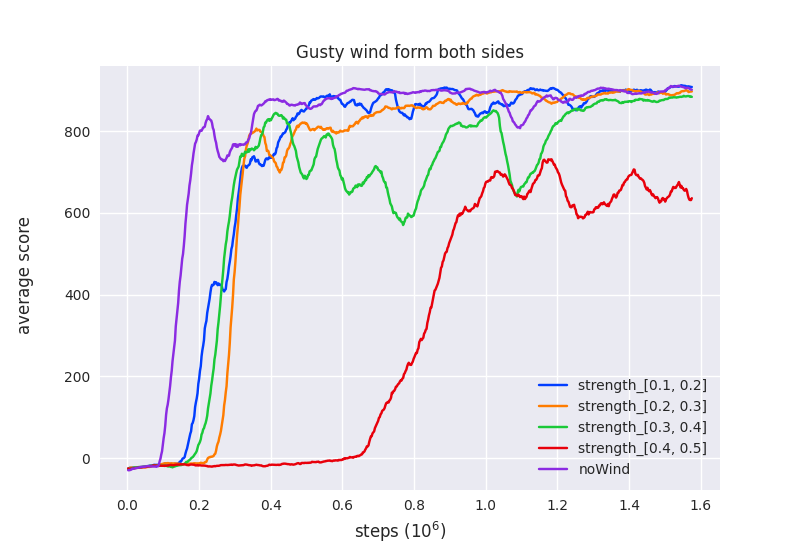 Gusty wind form both sides
average score
800
600
400
200
0
0.0 0.2 0.4 0.6 0.8 1.0 1.2 1.4 1.6
steps (10⁶)
strength_[0.1, 0.2]
strength_[0.2, 0.3]
strength_[0.3, 0.4]
strength_[0.4, 0.5]
noWind